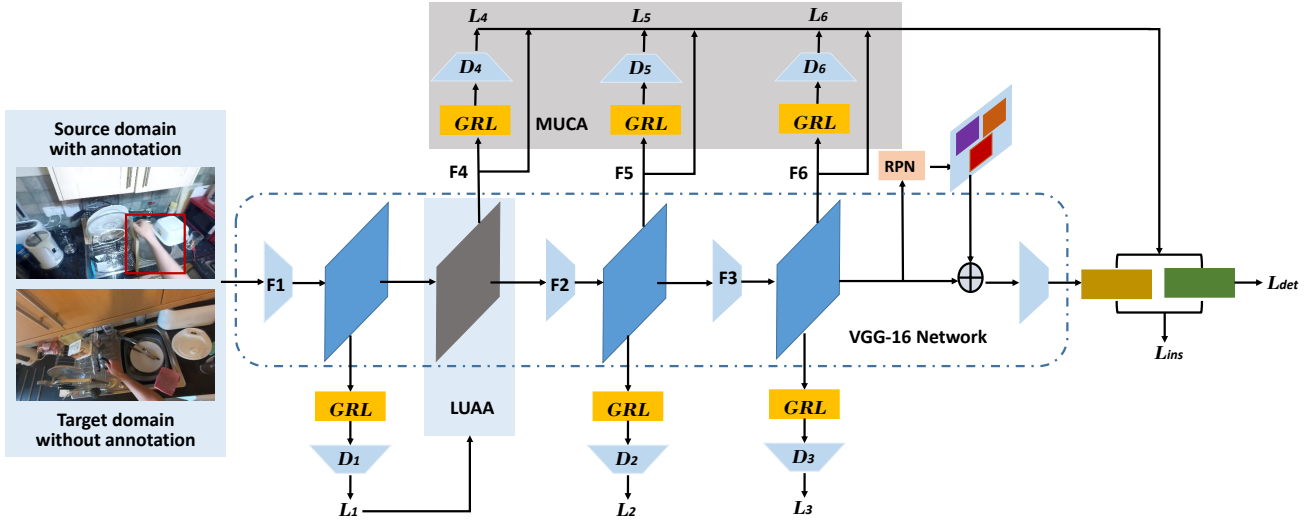 L4
L5
L6
D4
D5
D6
GRL
GRL
GRL
MUCA
F4
F5
F6
RPN
Source domain
with annotation
F1
F2
F3
VGG-16 Network
Ldet
Lins
Target domain
without annotation
GRL
LUAA
GRL
GRL
D1
D2
D3
L1
L2
L3